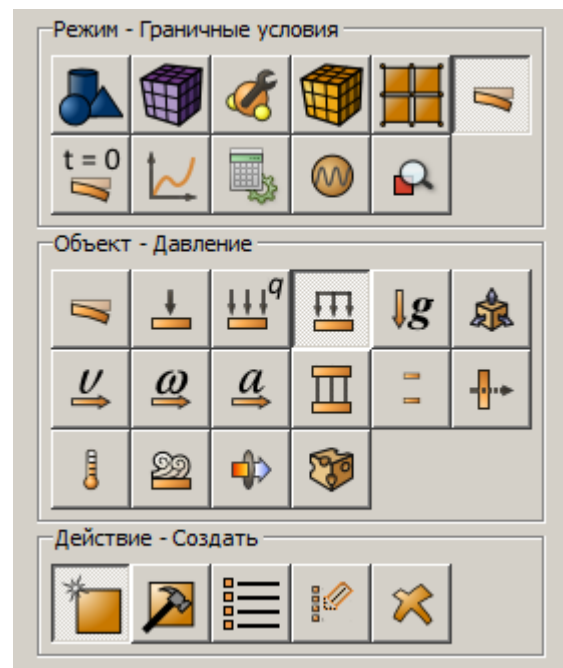 Режим - Граничные условия
t = 0
Объект - Давление
q
g
υ ω a
Действие - Создать